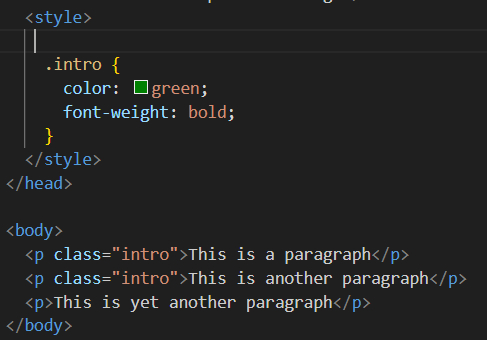 <style>
.intro {
color: green;
font-weight: bold;
}
</style>
</head>
<body>
<p class="intro">This is a paragraph</p>
<p class="intro">This is another paragraph</p>
<p>This is yet another paragraph</p>
</body>